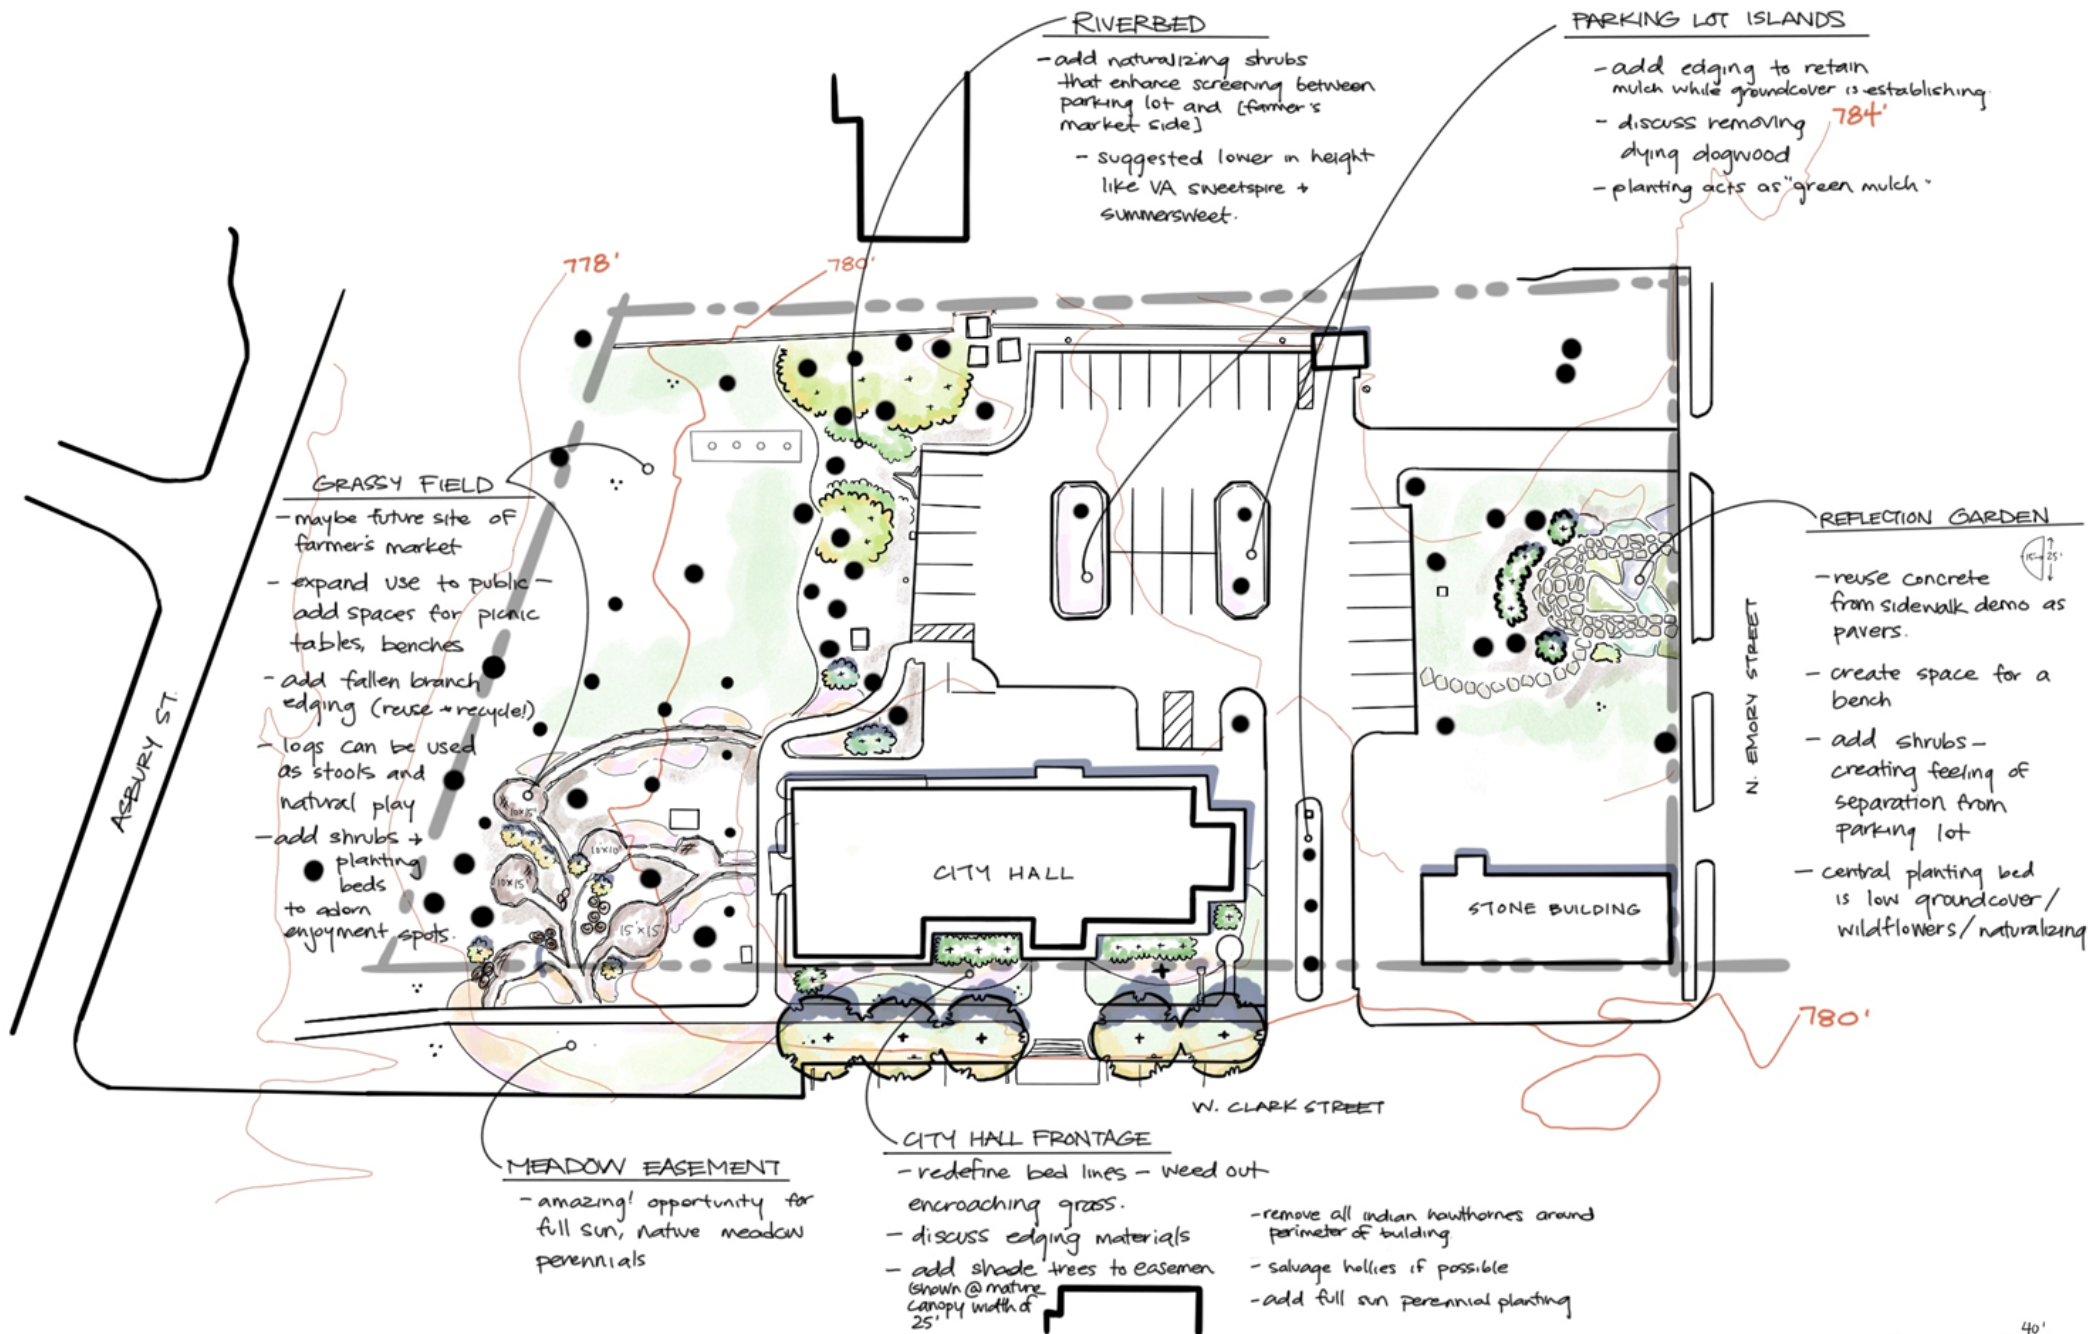 RIVERBED
- add naturalizing shrubs
that enhance screening between
parking lot and [farmer's
market side]
- suggested lower in height
like VA sweetspire +
summersweet.
PARKING LOT ISLANDS
- add edging to retain
mulch while groundcover is establishing.
- discuss removing
dying dogwood
- planting acts as "green mulch"
784'
778'
780'
GRASSY FIELD
- maybe future site of
farmer's market
- expand use to public -
add spaces for picnic
tables, benches
- add fallen branch
edging (reuse + recycle!)
- logs can be used
as stools and
natural play
- add shrubs +
planting
beds
to adorn
enjoyment spots.
ASBURY ST.
10x15'
10x10'
10x15'
15'x15'
CITY HALL
STONE BUILDING
N. EMORY STREET
REFLECTION GARDEN
15'
25'
- reuse concrete
from sidewalk demo as
pavers.
- create space for a
bench
- add shrubs -
creating feeling of
separation from
parking lot
- central planting bed
is low groundcover/
wildflowers/naturalizing
780'
W. CLARK STREET
MEADOW EASEMENT
- amazing! opportunity for
full sun, native meadow
perennials
CITY HALL FRONTAGE
- redefine bed lines - weed out
encroaching grass.
- discuss edging materials
- add shade trees to easemen
(shown @ mature
canopy width of
25'
- remove all indian hawthornes around
perimeter of building
- salvage hollies if possible
- add full sun perennial planting
40'